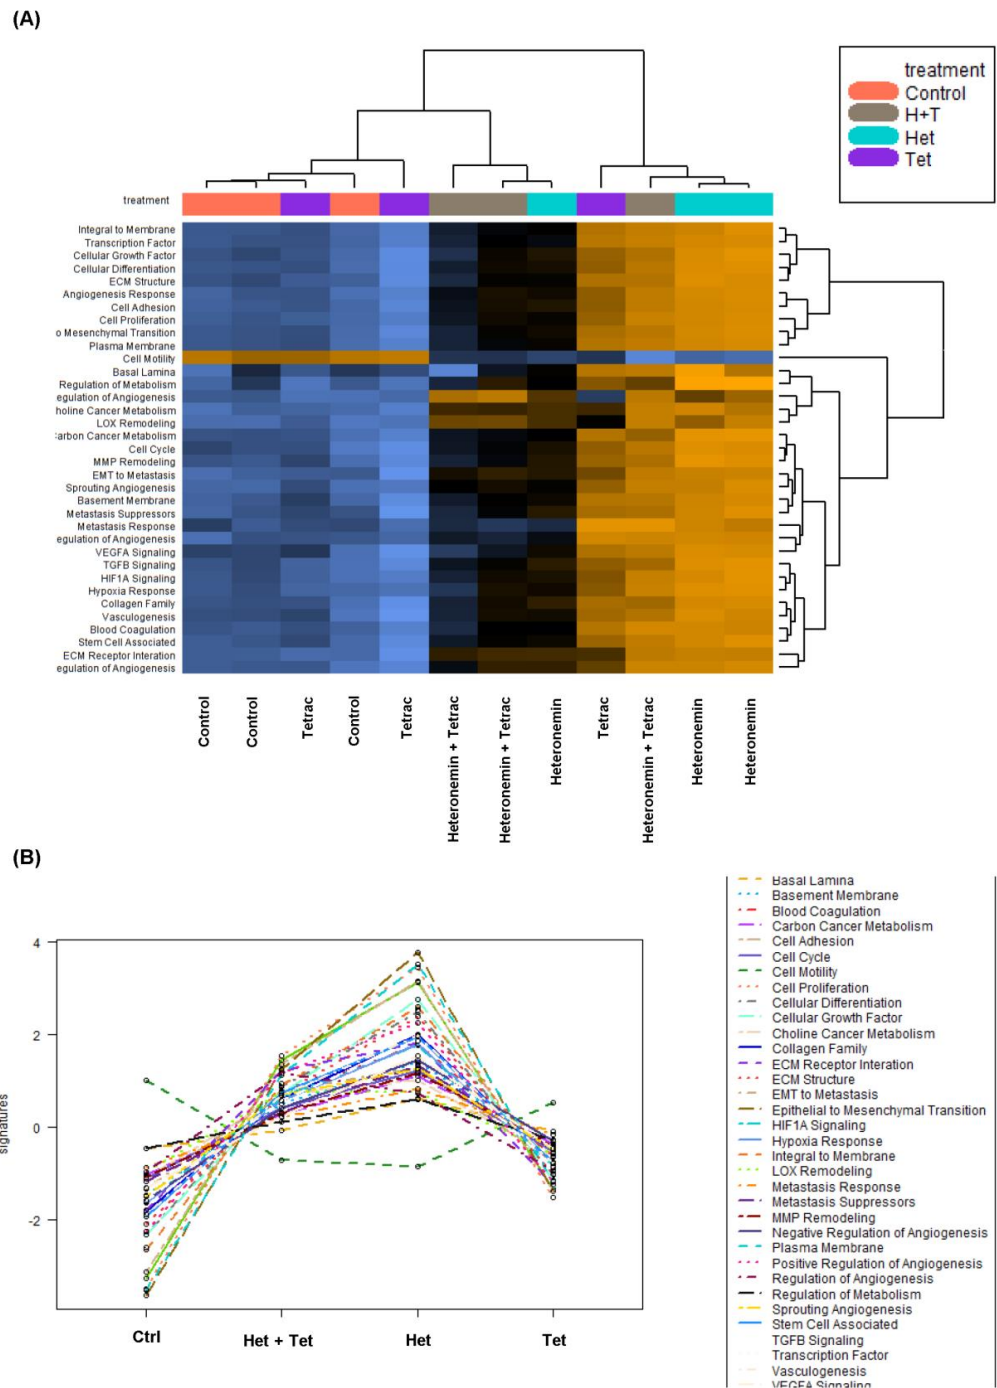 (A)
treatment
Control
H+T
Het
Tet
treatment
Integral to Membrane
Transcription Factor
Cellular Growth Factor
Cellular Differentiation
ECM Structure
Angiogenesis Response
Cell Adhesion
Cell Proliferation
o Mesenchymal Transition
Plasma Membrane
Cell Motility
Basal Lamina
Regulation of Metabolism
egulation of Angiogenesis
holine Cancer Metabolism
LOX Remodeling
Carbon Cancer Metabolism
Cell Cycle
MMP Remodeling
EMT to Metastasis
Sprouting Angiogenesis
Basement Membrane
Metastasis Suppressors
Metastasis Response
egulation of Angiogenesis
VEGFA Signaling
TGFB Signaling
HIF1A Signaling
Hypoxia Response
Collagen Family
Vasculogenesis
Blood Coagulation
Stem Cell Associated
ECM Receptor Interation
egulation of Angiogenesis
Control
Control
Tetrac
Control
Tetrac
Heteronemin + Tetrac
Heteronemin + Tetrac
Heteronemin
Tetrac
Heteronemin + Tetrac
Heteronemin
Heteronemin
(B)
signatures
4
2
0
-2
Ctrl
Het + Tet
Het
Tet
Basal Lamina
Basement Membrane
Blood Coagulation
Carbon Cancer Metabolism
Cell Adhesion
Cell Cycle
Cell Motility
Cell Proliferation
Cellular Differentiation
Cellular Growth Factor
Choline Cancer Metabolism
Collagen Family
ECM Receptor Interation
ECM Structure
EMT to Metastasis
Epithelial to Mesenchymal Transition
HIF1A Signaling
Hypoxia Response
Integral to Membrane
LOX Remodeling
Metastasis Response
Metastasis Suppressors
MMP Remodeling
Negative Regulation of Angiogenesis
Plasma Membrane
Positive Regulation of Angiogenesis
Regulation of Angiogenesis
Regulation of Metabolism
Sprouting Angiogenesis
Stem Cell Associated
TGFB Signaling
Transcription Factor
Vasculogenesis
VEGFA Signaling